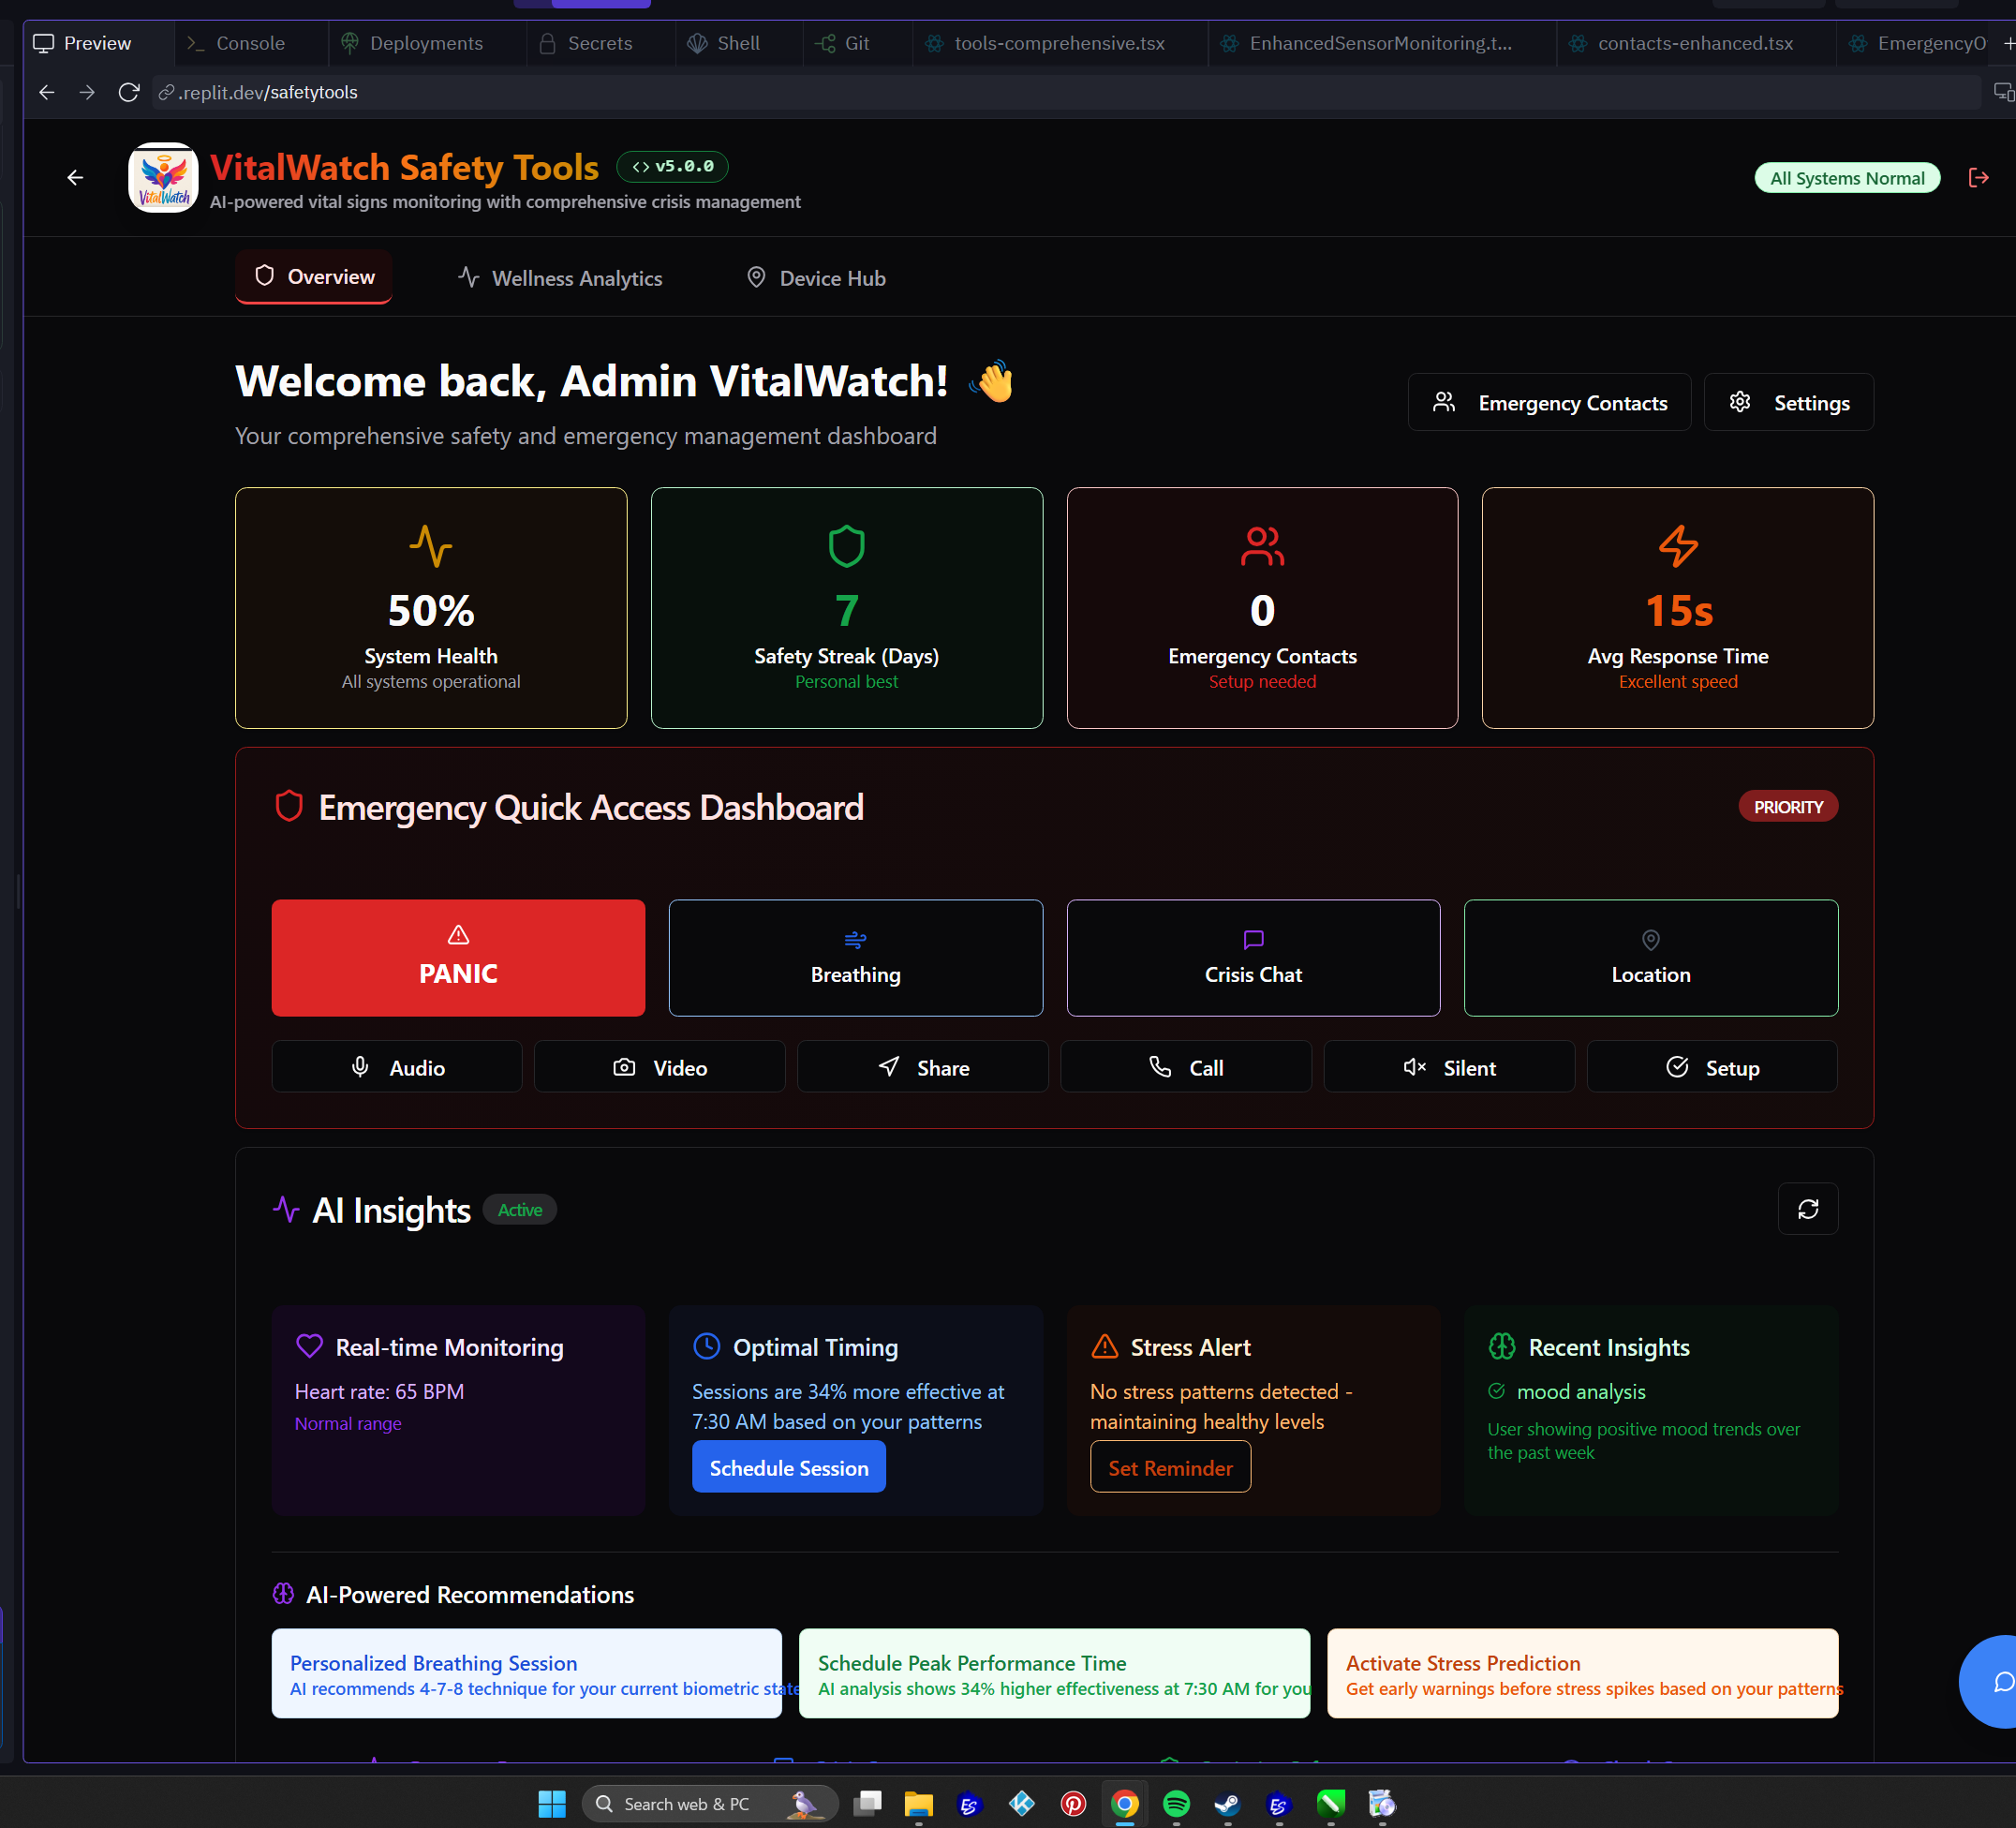 Preview
Console
Deployments
Secrets
Shell
Git
tools-comprehensive.tsx
EnhancedSensorMonitoring.t...
contacts-enhanced.tsx
EmergencyO
.replit.dev/safetytools
VitalWatch
VitalWatch Safety Tools
<> v5.0.0
AI-powered vital signs monitoring with comprehensive crisis management
All Systems Normal
Overview
Wellness Analytics
Device Hub
Welcome back, Admin VitalWatch! 👋
Your comprehensive safety and emergency management dashboard
Emergency Contacts
Settings
50%
System Health
All systems operational
7
Safety Streak (Days)
Personal best
0
Emergency Contacts
Setup needed
15s
Avg Response Time
Excellent speed
Emergency Quick Access Dashboard
PRIORITY
PANIC
Breathing
Crisis Chat
Location
Audio
Video
Share
Call
Silent
Setup
AI Insights
Active
Real-time Monitoring
Heart rate: 65 BPM
Normal range
Optimal Timing
Sessions are 34% more effective at
7:30 AM based on your patterns
Schedule Session
Stress Alert
No stress patterns detected -
maintaining healthy levels
Set Reminder
Recent Insights
mood analysis
User showing positive mood trends over
the past week
AI-Powered Recommendations
Personalized Breathing Session
AI recommends 4-7-8 technique for your current biometric state
Schedule Peak Performance Time
AI analysis shows 34% higher effectiveness at 7:30 AM for you
Activate Stress Prediction
Get early warnings before stress spikes based on your patterns
Search web & PC
ES
ES